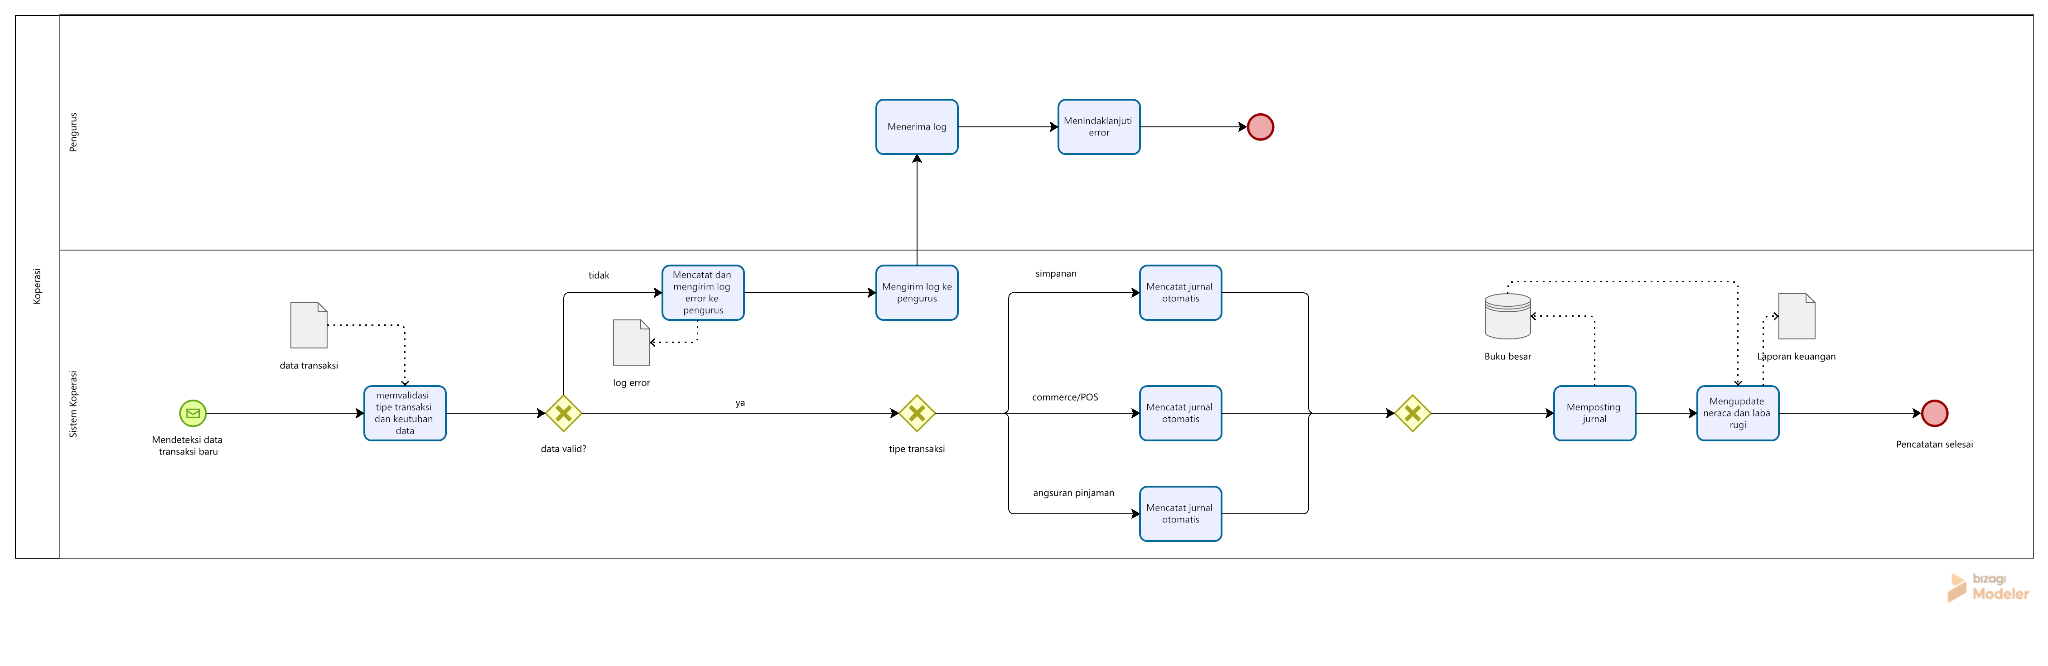 Koperasi
Pengurus
Menerima log
Menindaklanjuti
error
Sistem Koperasi
Mendeteksi data
transaksi baru
data transaksi
memvalidasi
tipe transaksi
dan keutuhan
data
data valid?
tidak
Mencatat dan
mengirim log
error ke
pengurus
log error
ya
Mengirim log ke
pengurus
tipe transaksi
simpanan
Mencatat jurnal
otomatis
commerce/POS
Mencatat jurnal
otomatis
angsuran pinjaman
Mencatat jurnal
otomatis
Buku besar
Memposting
jurnal
Laporan keuangan
Mengupdate
neraca dan laba
rugi
Pencatatan selesai
bizagi
Modeler